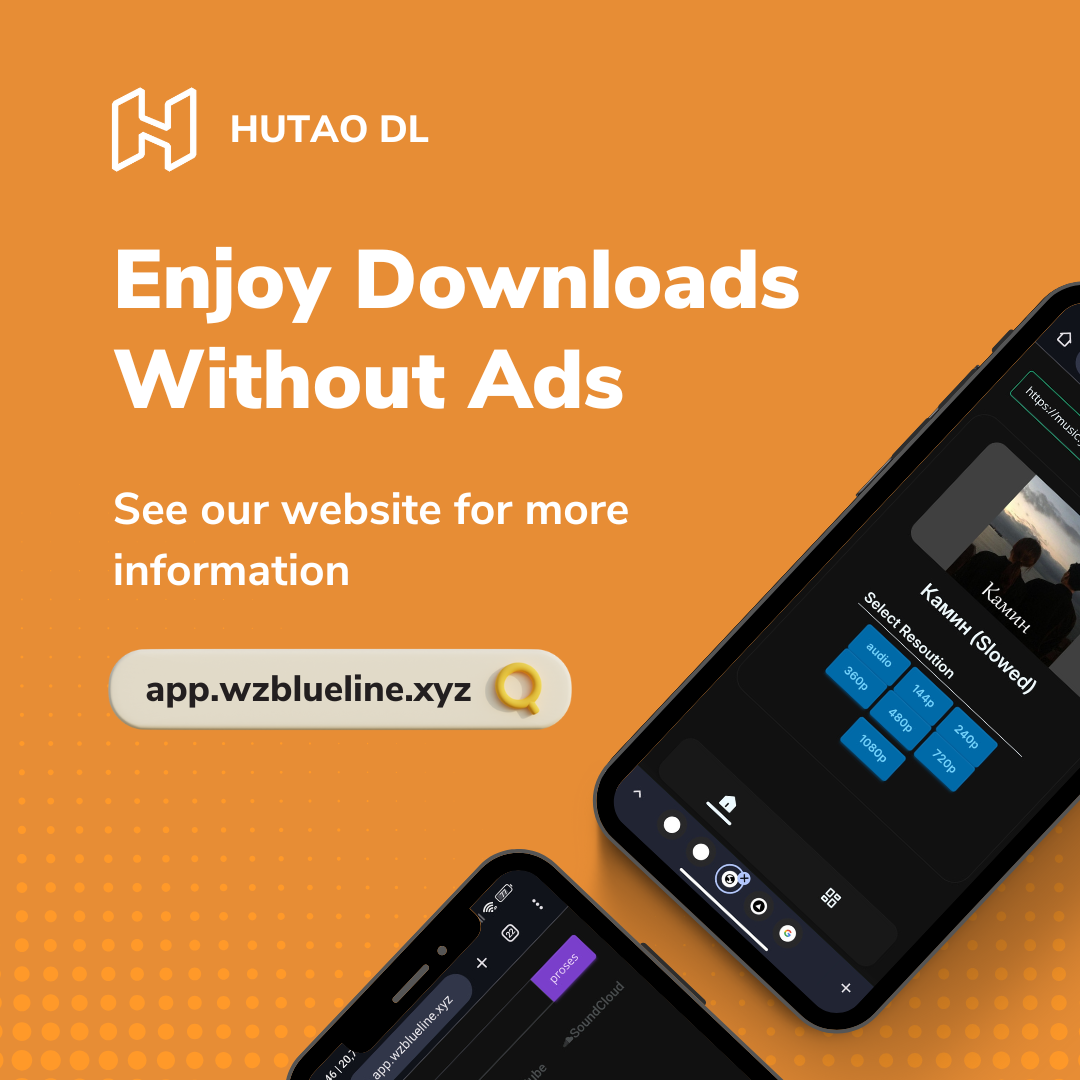 HUTAO DL
Enjoy Downloads
Without Ads
See our website for more
information
app.wzblueline.xyz
https://music
Камин
Камин (Slowed)
Select Resoution
audio
144p
240p
360p
480p
720p
1080p
77
22
proses
SoundCloud
app.wzblueline.xyz